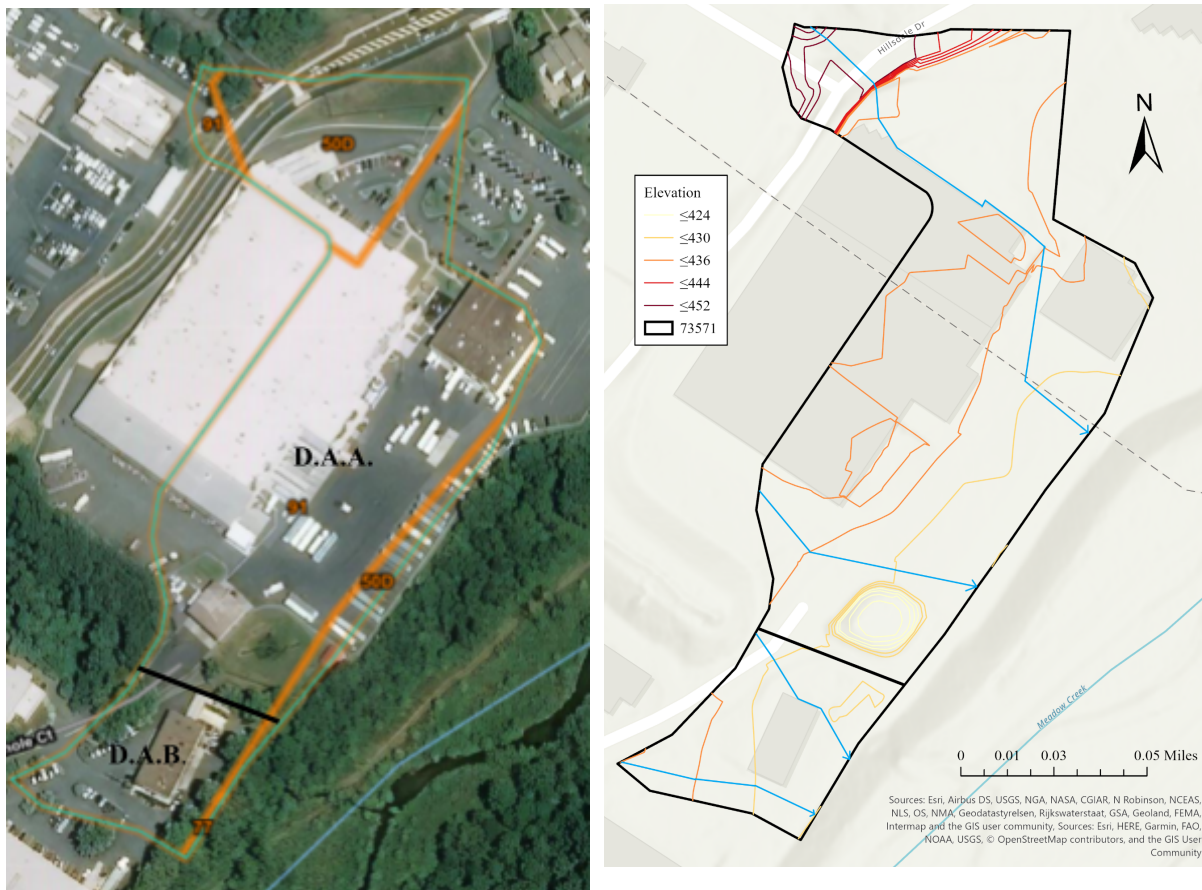 91
50D
D.A.A.
91
50D
D.A.B.
77
Hillsdale Dr
N
Elevation
≤424
≤430
≤436
≤444
≤452
73571
Meadow Creek
0 0.01 0.03 0.05 Miles
Sources: Esri, Airbus DS, USGS, NGA, NASA, CGIAR, N Robinson, NCEAS,
NLS, OS, NMA, Geodatastyrelsen, Rijkswaterstaat, GSA, Geoland, FEMA,
Intermap and the GIS user community, Sources: Esri, HERE, Garmin, FAO,
NOAA, USGS, © OpenStreetMap contributors, and the GIS User
Community